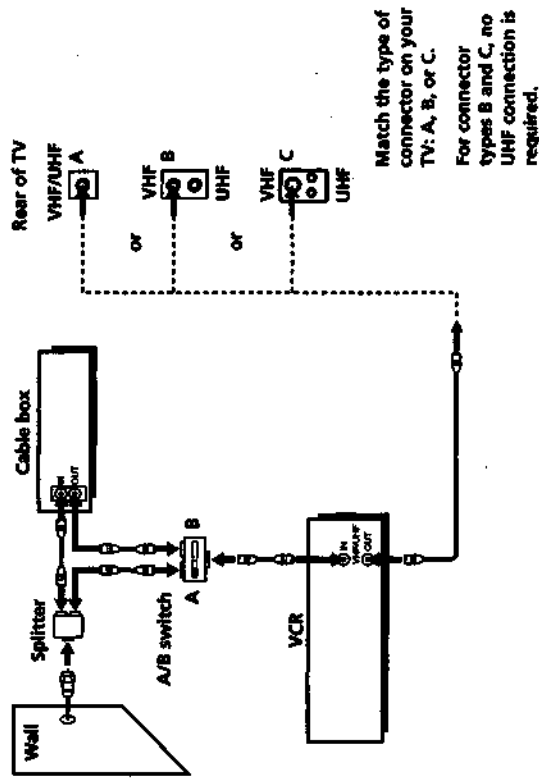 Rear of TV
VHF/UHF
A
or
VHF
B
UHF
or
VHF
C
UHF
Match the type of
connector on your
TV: A, B, or C.
For connector
types B and C, no
UHF connection is
required.
Cable box
IN
OUT
Splitter
A/B switch
A
B
Wall
VCR
IN
VHF/UHF
OUT